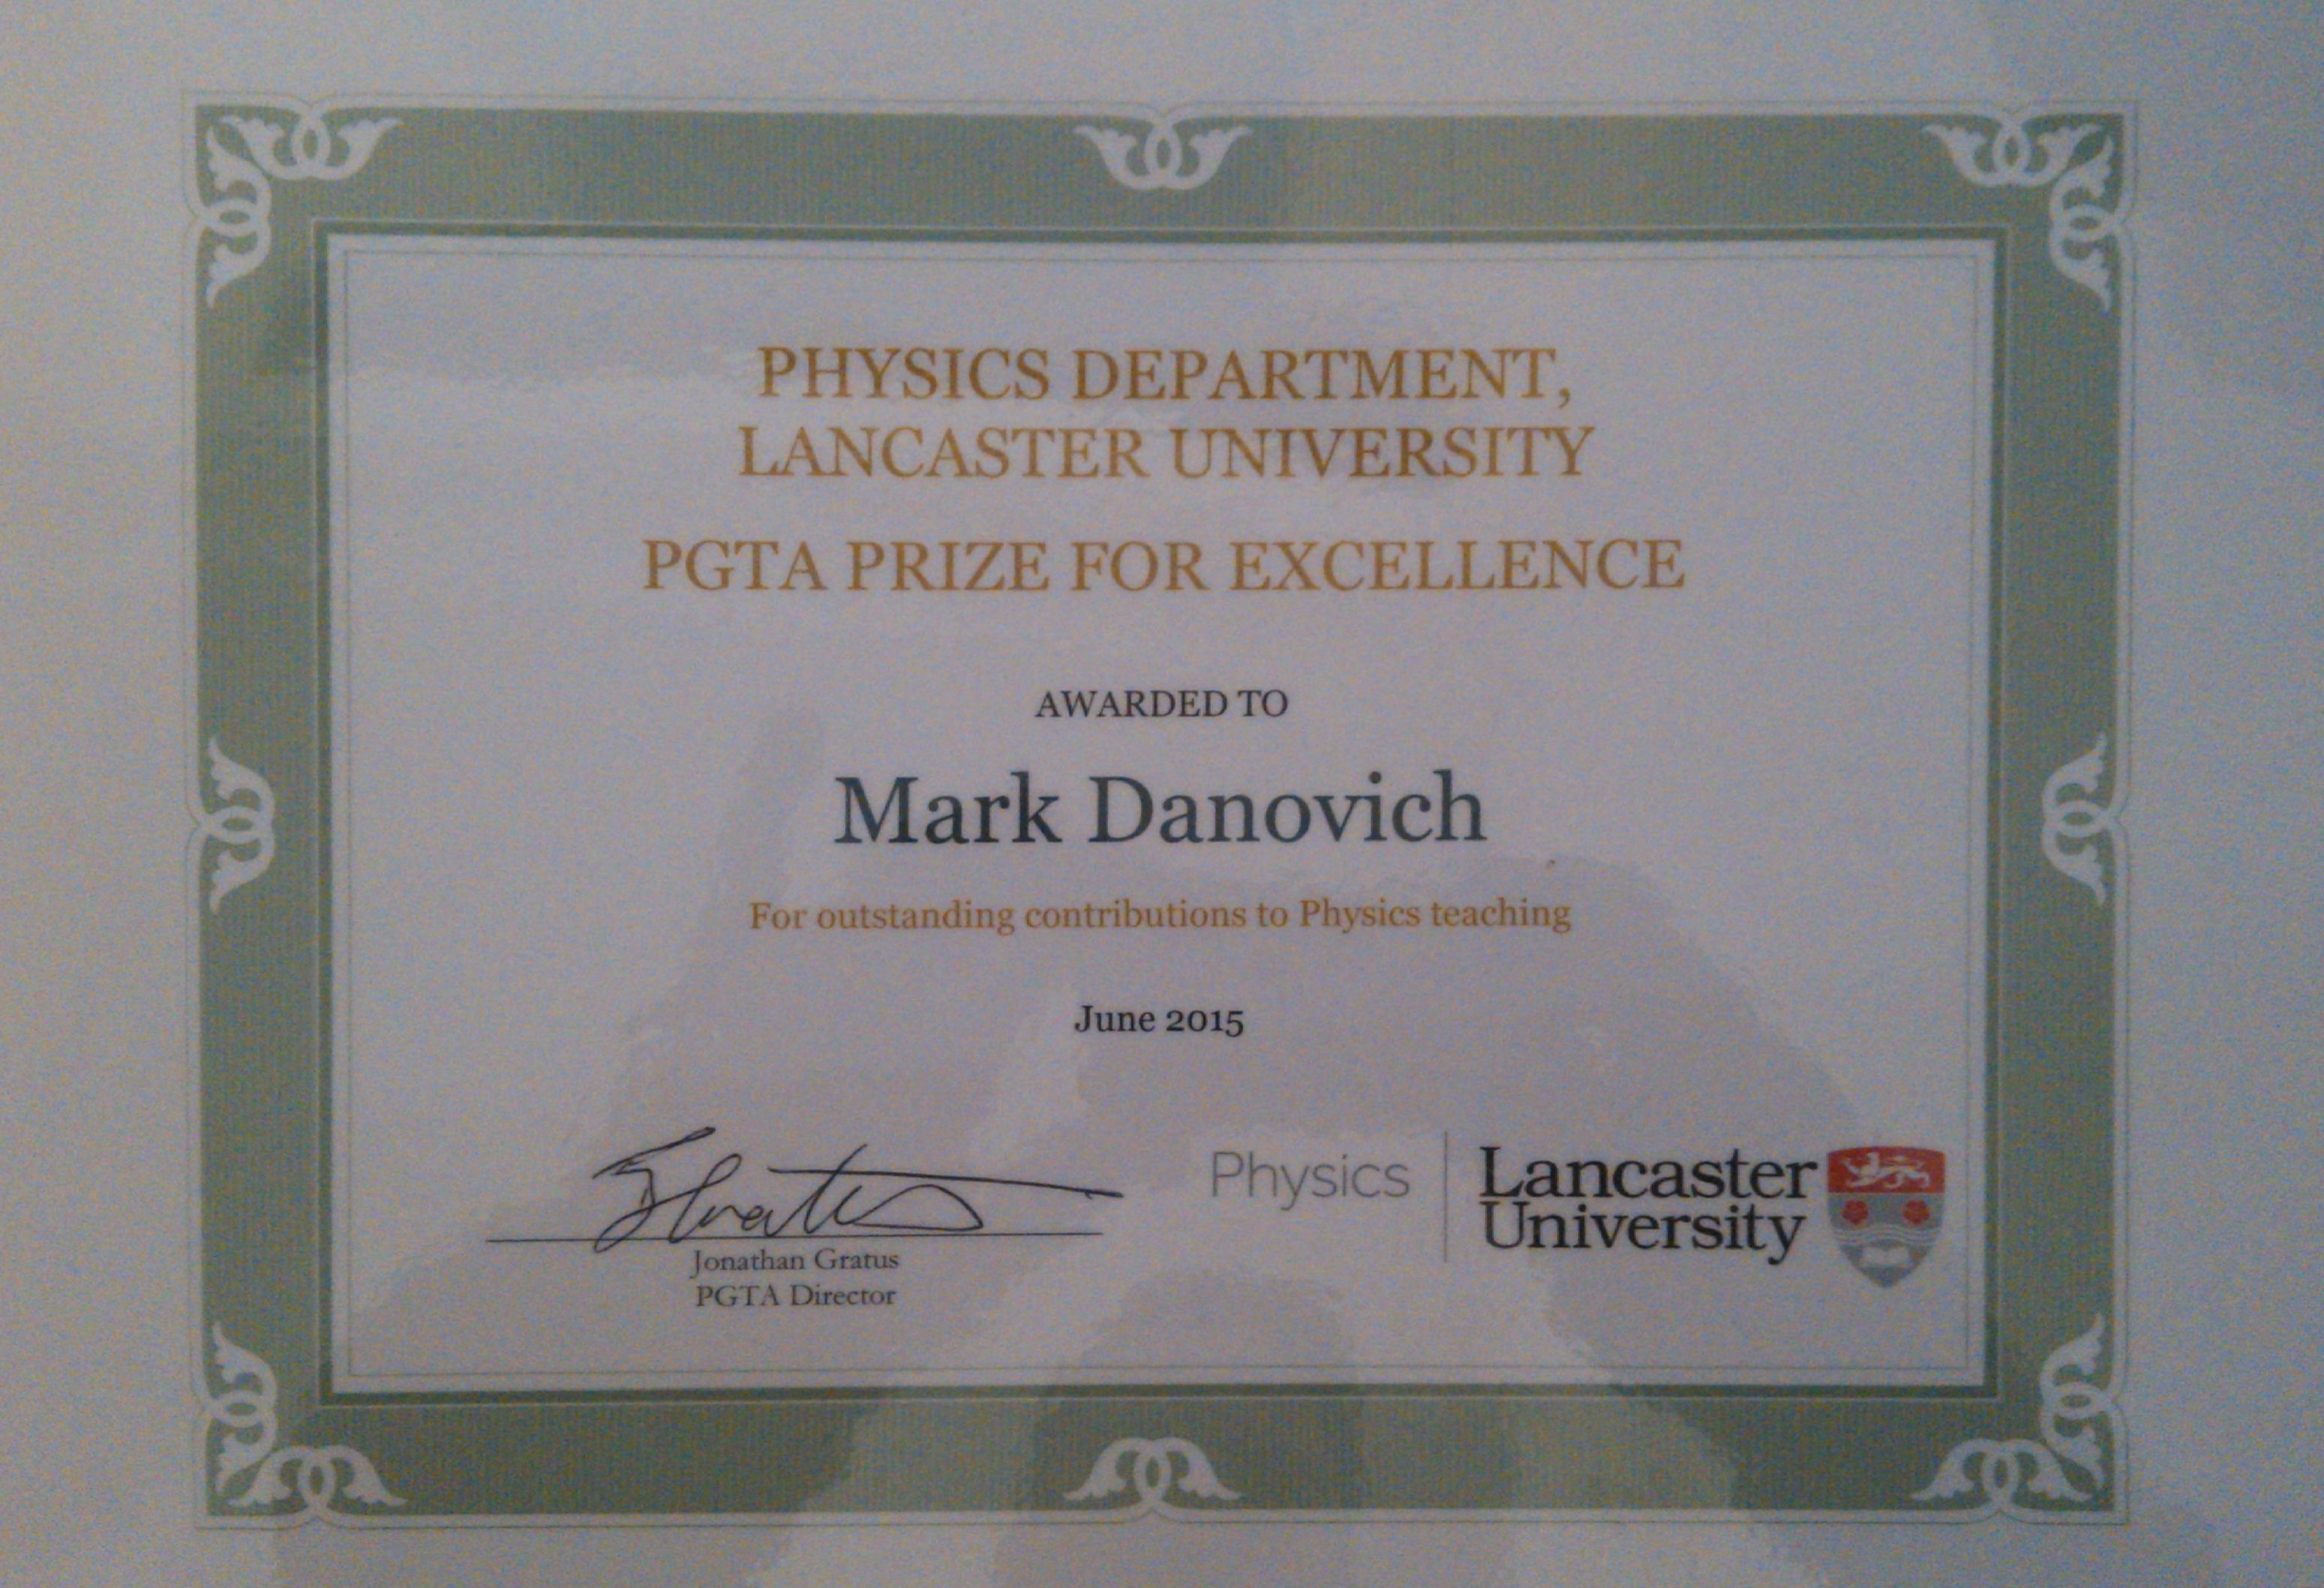 PHYSICS DEPARTMENT,
LANCASTER UNIVERSITY
PGTA PRIZE FOR EXCELLENCE
AWARDED TO
Mark Danovich
For outstanding contributions to Physics teaching
June 2015
Jonathan Gratus
PGTA Director
Physics
Lancaster
University